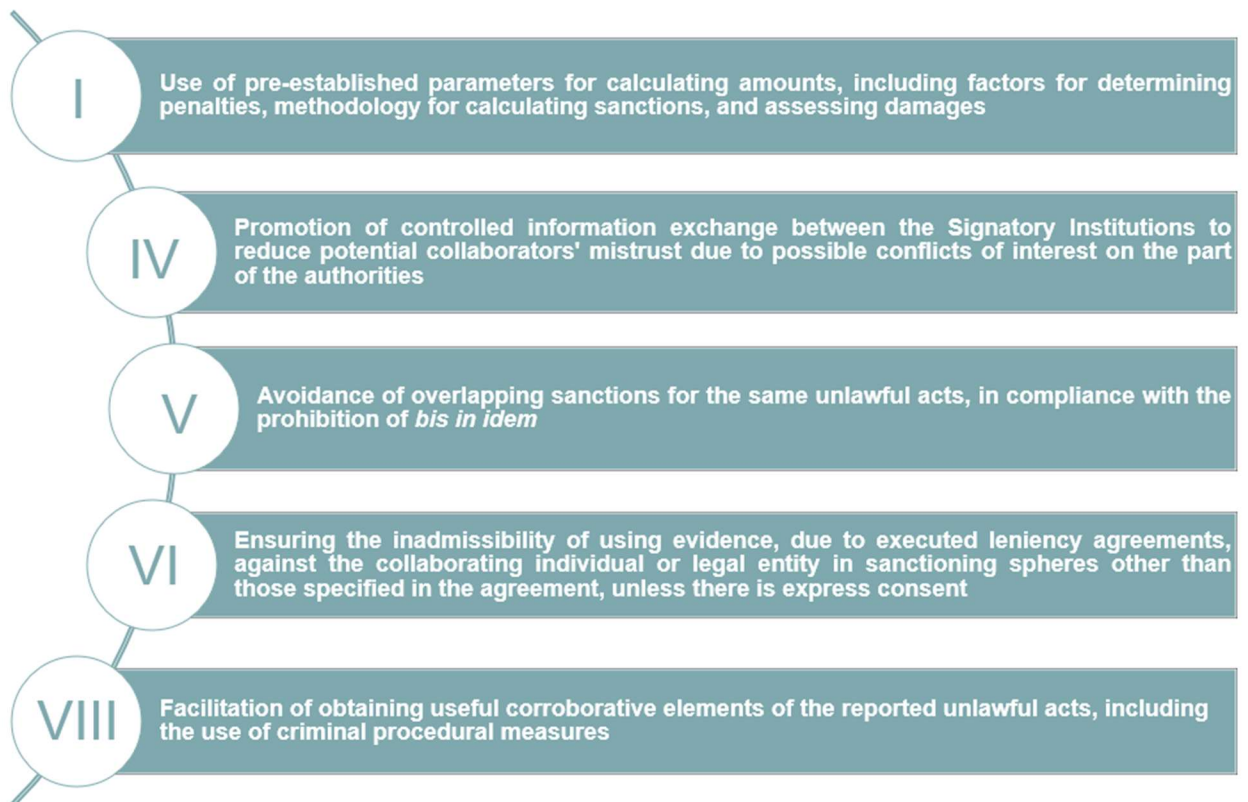 I
Use of pre-established parameters for calculating amounts, including factors for determining
penalties, methodology for calculating sanctions, and assessing damages
IV
Promotion of controlled information exchange between the Signatory Institutions to
reduce potential collaborators' mistrust due to possible conflicts of interest on the part
of the authorities
V
Avoidance of overlapping sanctions for the same unlawful acts, in compliance with the
prohibition of bis in idem
VI
Ensuring the inadmissibility of using evidence, due to executed leniency agreements,
against the collaborating individual or legal entity in sanctioning spheres other than
those specified in the agreement, unless there is express consent
VIII
Facilitation of obtaining useful corroborative elements of the reported unlawful acts, including
the use of criminal procedural measures